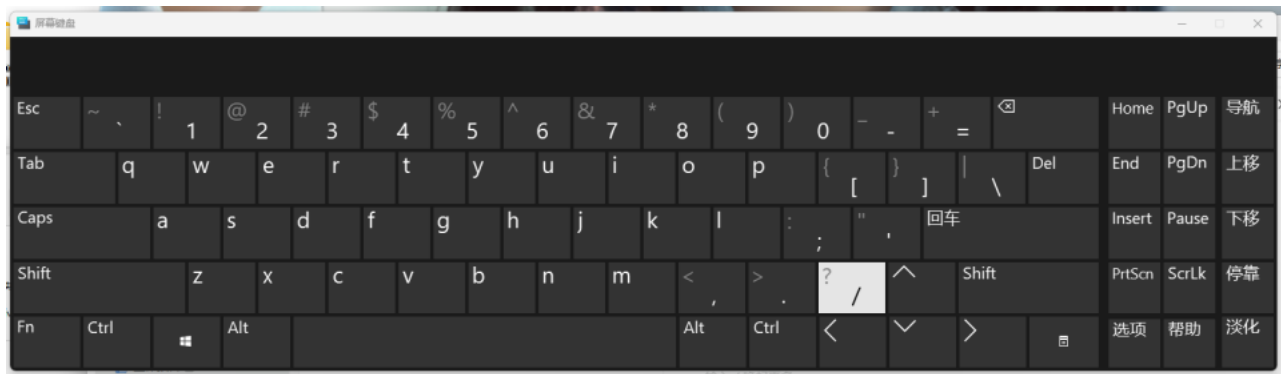 屏幕键盘
Esc ~ ` ! 1 @ 2 # 3 $ 4 % 5 ^ 6 & 7 * 8 ( 9 ) 0 _ - + = Home PgUp 导航
Tab q w e r t y u i o p { [ } ] | \ Del End PgDn 上移
Caps a s d f g h j k l : ; " ' 回车 Insert Pause 下移
Shift z x c v b n m < , > . ? / Shift PrtScn ScrLk 停靠
Fn Ctrl Alt Alt Ctrl 选项 帮助 淡化